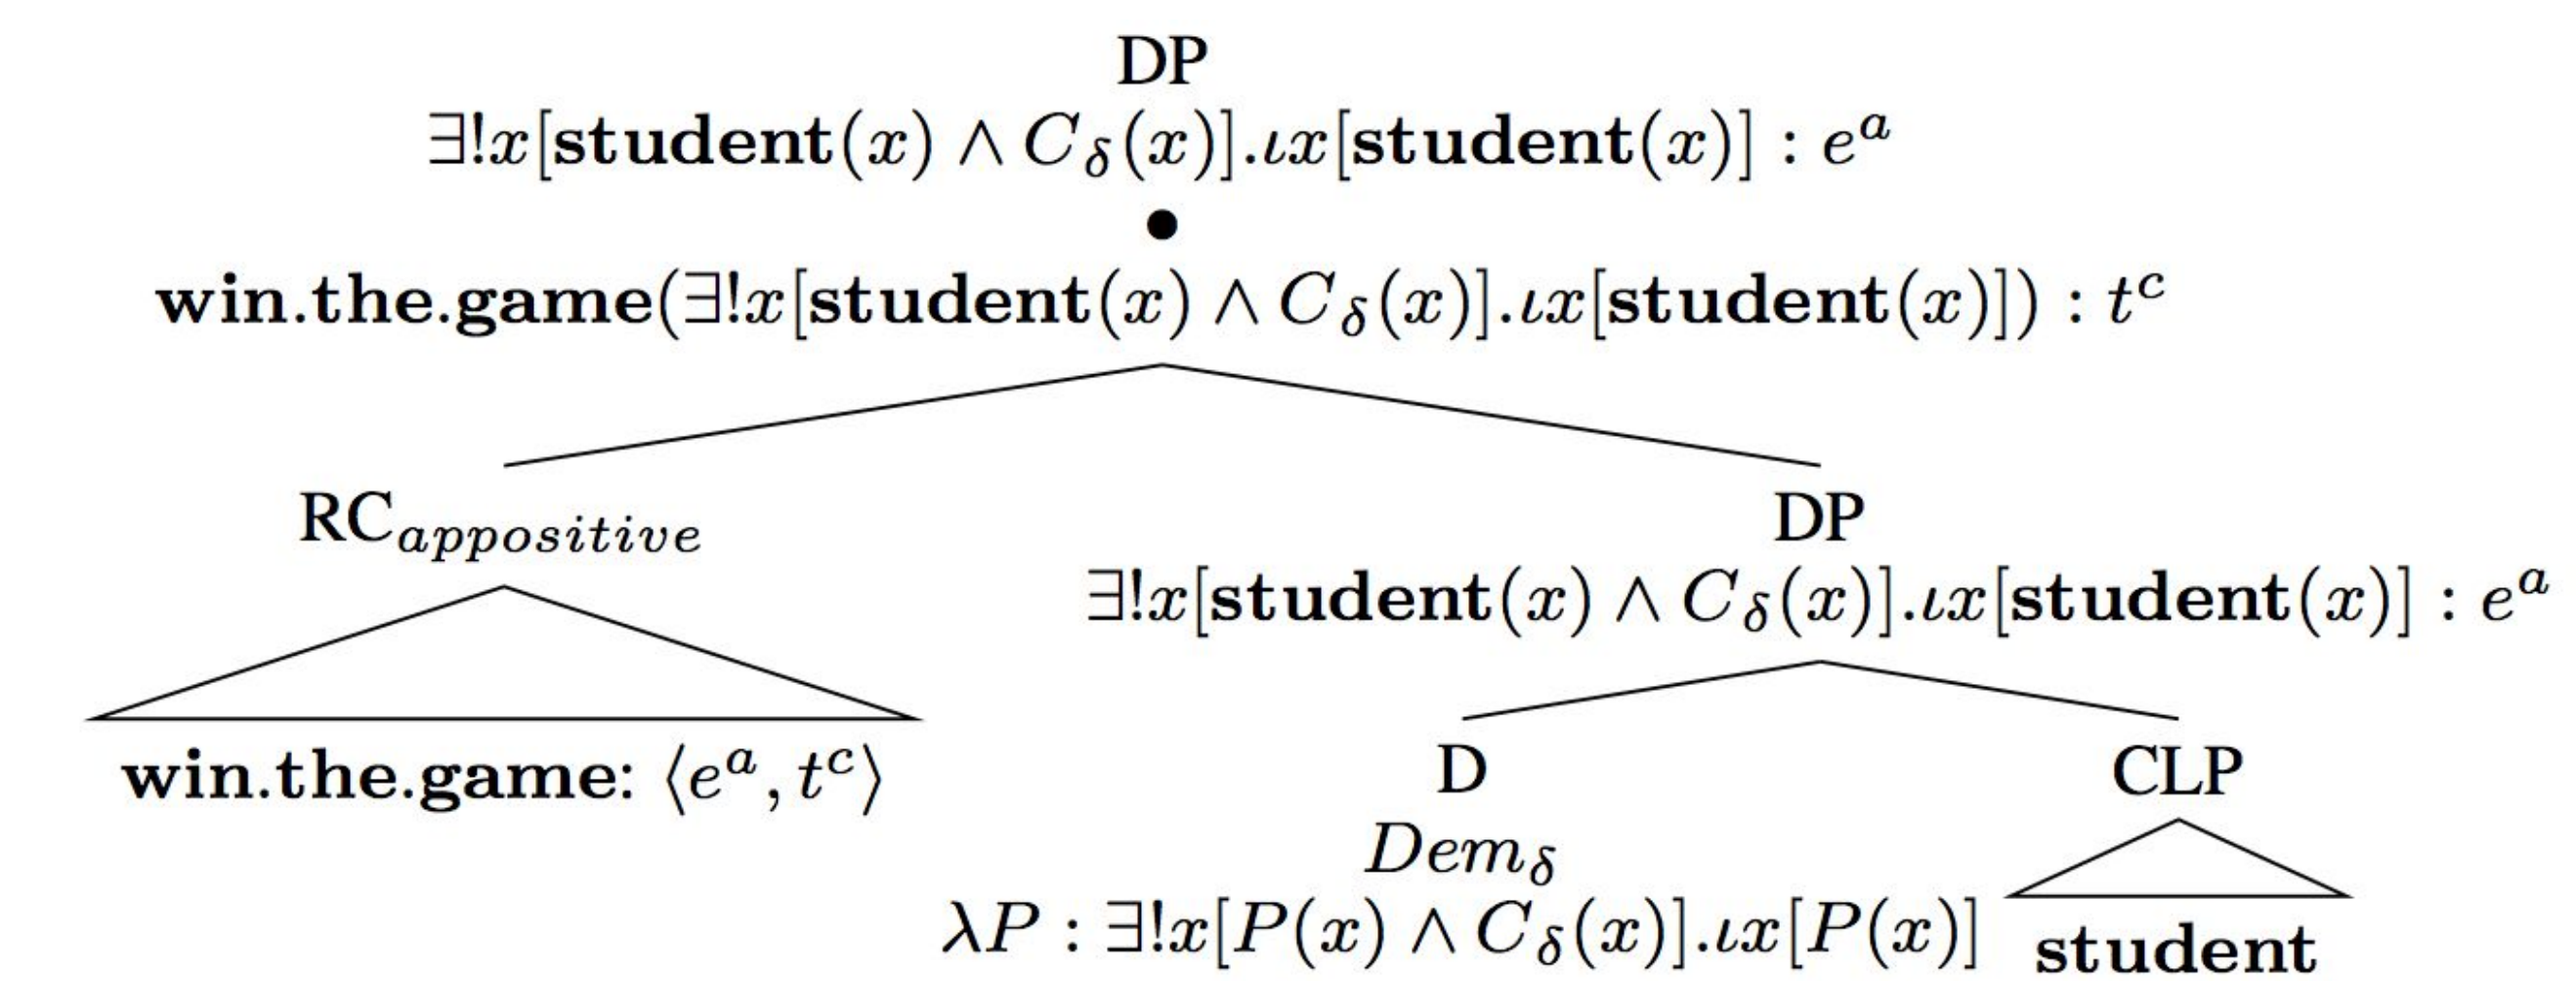 DP
∃!x[student(x) ∧ C_δ(x)].ιx[student(x)] : e^a
•
win.the.game(∃!x[student(x) ∧ C_δ(x)].ιx[student(x)]) : t^c
RC_appositive DP
∃!x[student(x) ∧ C_δ(x)].ιx[student(x)] : e^a
win.the.game: ⟨e^a, t^c⟩ D CLP
Dem_δ
λP : ∃!x[P(x) ∧ C_δ(x)].ιx[P(x)] student